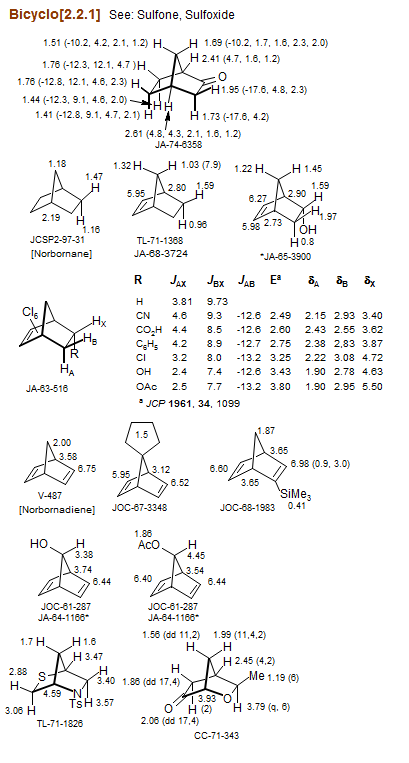 Bicyclo[2.2.1] See: Sulfone, Sulfoxide
1.51 (-10.2, 4.2, 2.1, 1.2) H H 1.69 (-10.2, 1.7, 1.6, 2.3, 2.0)
H 2.41 (4.7, 1.6, 1.2)
1.76 (-12.3, 12.1, 4.7) H
O
1.76 (-12.8, 12.1, 4.6, 2.3) H
H 1.95 (-17.6, 4.8, 2.3)
1.44 (-12.3, 9.1, 4.6, 2.0) H H
1.41 (-12.8, 9.1, 4.7, 2.1) H H 1.73 (-17.6, 4.2)
2.61 (4.8, 4.3, 2.1, 1.6, 1.2)
JA-74-6358
1.18
1.47
H
2.19
H
1.16
JCSP2-97-31
[Norbornane]
1.32 H H 1.03 (7.9)
5.95 2.80 1.59
H
H 0.96
TL-71-1368
JA-68-3724
1.22 H H 1.45
1.59
6.27 2.90 H
H 1.97
5.98 2.73
OH
H 0.8
*JA-65-3900
Cl6
HX
HB
R
HA
JA-63-516
R JAX JBX JAB Ea δA δB δX
H 3.81 9.73
CN 4.6 9.3 -12.6 2.49 2.15 2.93 3.40
CO2H 4.4 8.5 -12.6 2.60 2.43 2.55 3.62
C6H5 4.2 8.9 -12.7 2.75 2.38 2.83 3.87
Cl 3.2 8.0 -13.2 3.25 2.22 3.08 4.72
OH 2.4 7.4 -12.6 3.43 1.90 2.78 4.63
OAc 2.5 7.7 -13.2 3.80 1.90 2.95 5.50
a JCP 1961, 34, 1099
2.00
3.58
6.75
V-487
[Norbornadiene]
1.5
5.95 3.12
6.52
JOC-67-3348
1.87
3.65
6.60 6.98 (0.9, 3.0)
3.65
SiMe3
0.41
JOC-68-1983
HO H
3.38
3.74
6.44
JOC-61-287
JA-64-1166*
1.86
AcO H
4.45
3.54
6.40 6.44
JOC-61-287
JA-64-1166*
1.7 H H 1.6
H 3.47
2.88 S H
H 3.40
4.59 N
H Ts H 3.57
3.06
TL-71-1826
1.56 (dd 11,2) 1.99 (11,4,2)
H H
H 2.45 (4,2)
H
1.86 (dd 17,4) Me 1.19 (6)
3.93 O
O H H (2) H 3.79 (q, 6)
2.06 (dd 17,4)
CC-71-343